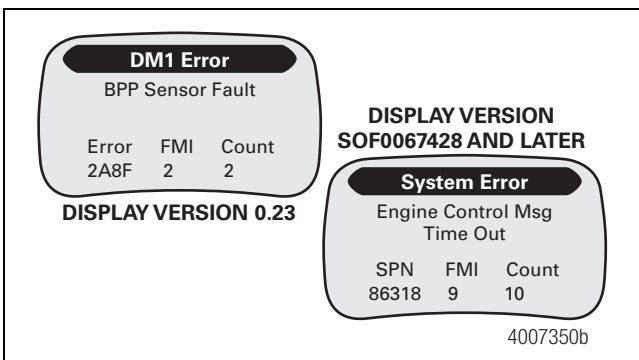 DM1 Error
BPP Sensor Fault
Error FMI Count
2A8F 2 2
DISPLAY VERSION 0.23
DISPLAY VERSION
SOF0067428 AND LATER
System Error
Engine Control Msg
Time Out
SPN FMI Count
86318 9 10
4007350b